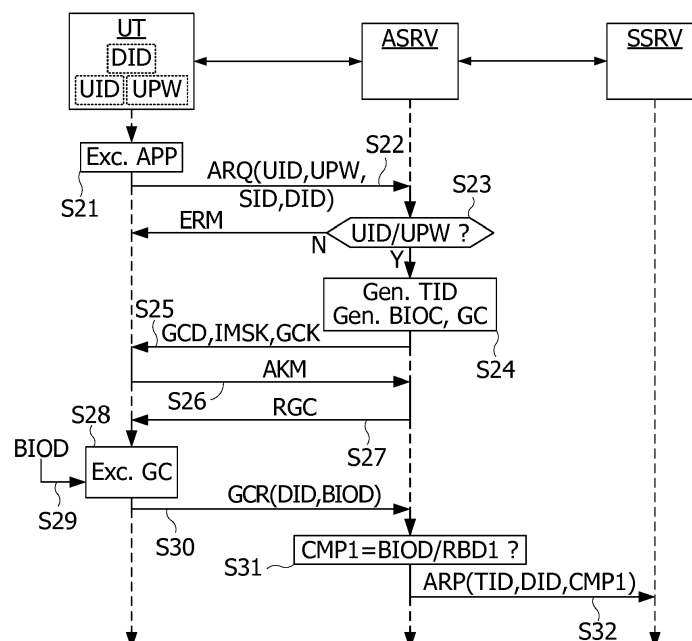 UT
DID
UID UPW
ASRV
SSRV
Exc. APP
S21
ARQ(UID,UPW,
SID,DID)
S22
S23
UID/UPW ?
ERM
N
Y
Gen. TID
Gen. BIOC, GC
S24
S25
GCD,IMSK,GCK
AKM
S26
RGC
S27
S28
BIOD
Exc. GC
S29
GCR(DID,BIOD)
S30
CMP1=BIOD/RBD1 ?
S31
ARP(TID,DID,CMP1)
S32